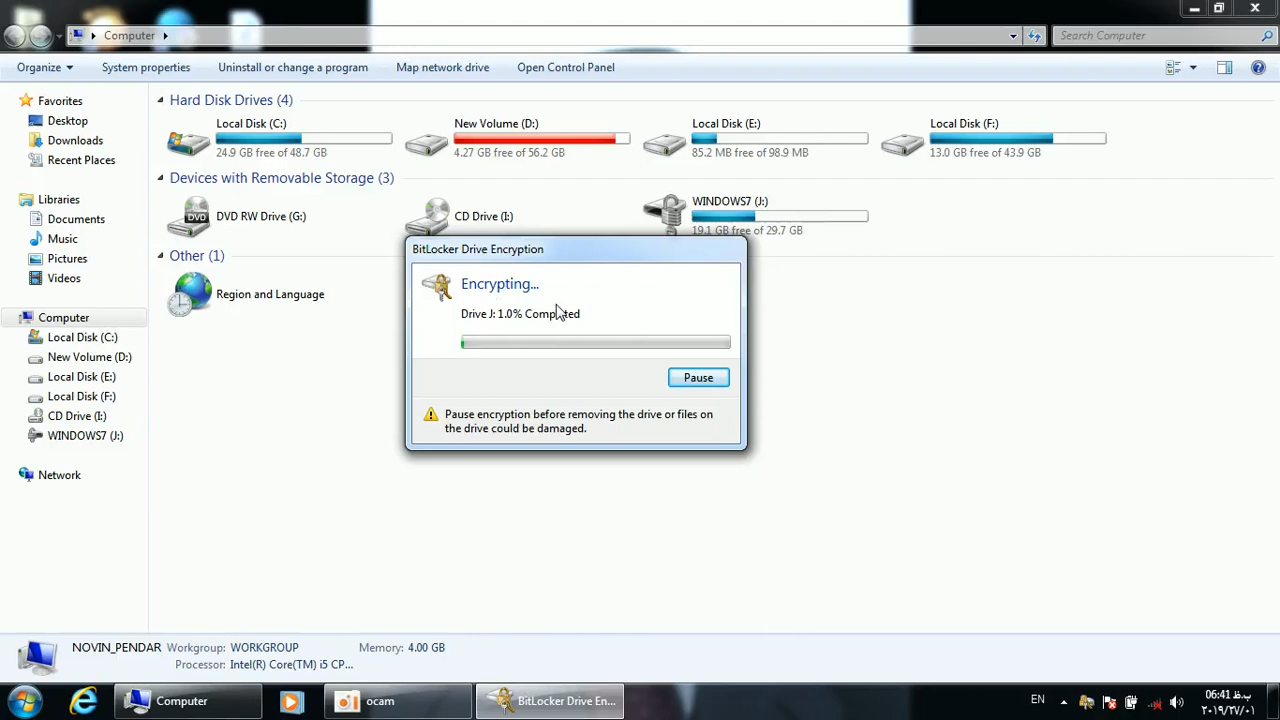 Computer
Search Computer
Organize
System properties
Uninstall or change a program
Map network drive
Open Control Panel
Favorites
Desktop
Downloads
Recent Places
Libraries
Documents
Music
Pictures
Videos
Computer
Local Disk (C:)
New Volume (D:)
Local Disk (E:)
Local Disk (F:)
CD Drive (I:)
WINDOWS7 (J:)
Network
Hard Disk Drives (4)
Local Disk (C:)
24.9 GB free of 48.7 GB
New Volume (D:)
4.27 GB free of 56.2 GB
Local Disk (E:)
85.2 MB free of 98.9 MB
Local Disk (F:)
13.0 GB free of 43.9 GB
Devices with Removable Storage (3)
DVD
DVD RW Drive (G:)
CD Drive (I:)
WINDOWS7 (J:)
19.1 GB free of 29.7 GB
Other (1)
Region and Language
BitLocker Drive Encryption
Encrypting...
Drive J: 1.0% Completed
Pause
Pause encryption before removing the drive or files on
the drive could be damaged.
NOVIN_PENDAR
Workgroup: WORKGROUP
Memory: 4.00 GB
Processor: Intel(R) Core(TM) i5 CP...
Computer
ocam
BitLocker Drive En...
EN
06:41 ب.ظ
۲۰۱۹/۲۷/۰۱